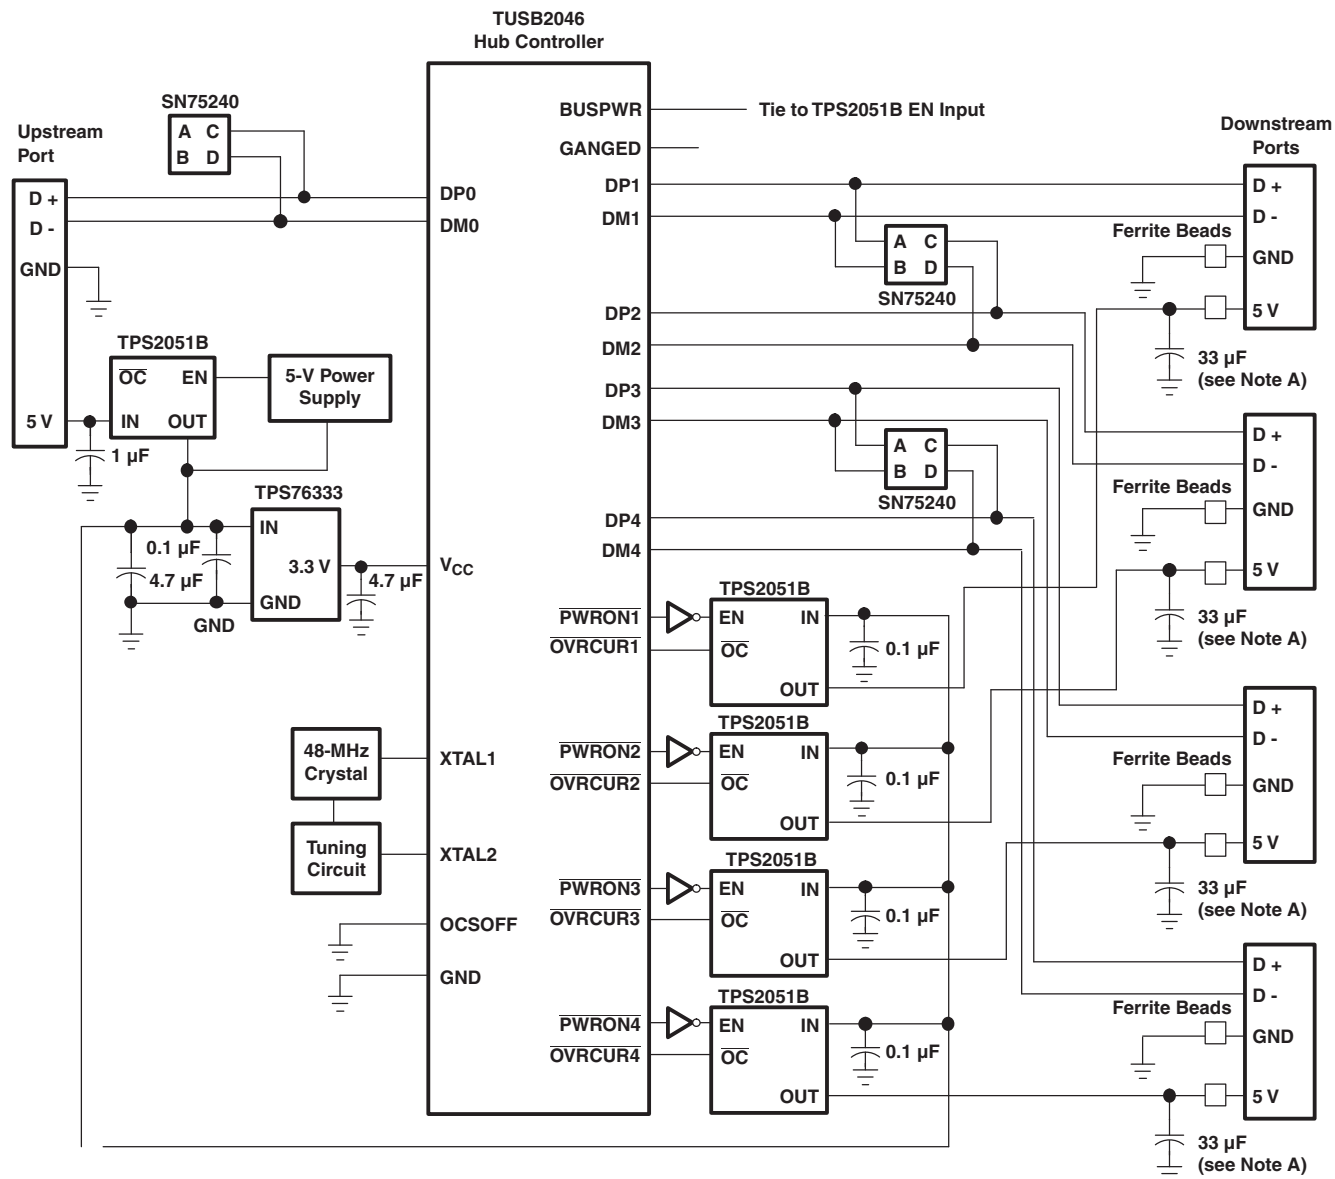 TUSB2046
Hub Controller
SN75240
A C
B D
Upstream
Port
D +
D -
GND
5 V
TPS2051B
OC EN
IN OUT
5-V Power
Supply
1 µF
TPS76333
IN
3.3 V
GND
0.1 µF
4.7 µF
GND
4.7 µF
48-MHz
Crystal
Tuning
Circuit
DP0
DM0
VCC
XTAL1
XTAL2
OCSOFF
GND
BUSPWR
Tie to TPS2051B EN Input
GANGED
DP1
DM1
DP2
DM2
DP3
DM3
DP4
DM4
PWRON1
OVRCUR1
PWRON2
OVRCUR2
PWRON3
OVRCUR3
PWRON4
OVRCUR4
A C
B D
SN75240
A C
B D
SN75240
TPS2051B
EN IN
OC
OUT
0.1 µF
TPS2051B
EN IN
OC
OUT
0.1 µF
TPS2051B
EN IN
OC
OUT
0.1 µF
TPS2051B
EN IN
OC
OUT
0.1 µF
Downstream
Ports
D +
D -
Ferrite Beads
GND
5 V
33 µF
(see Note A)
D +
D -
Ferrite Beads
GND
5 V
33 µF
(see Note A)
D +
D -
Ferrite Beads
GND
5 V
33 µF
(see Note A)
D +
D -
Ferrite Beads
GND
5 V
33 µF
(see Note A)